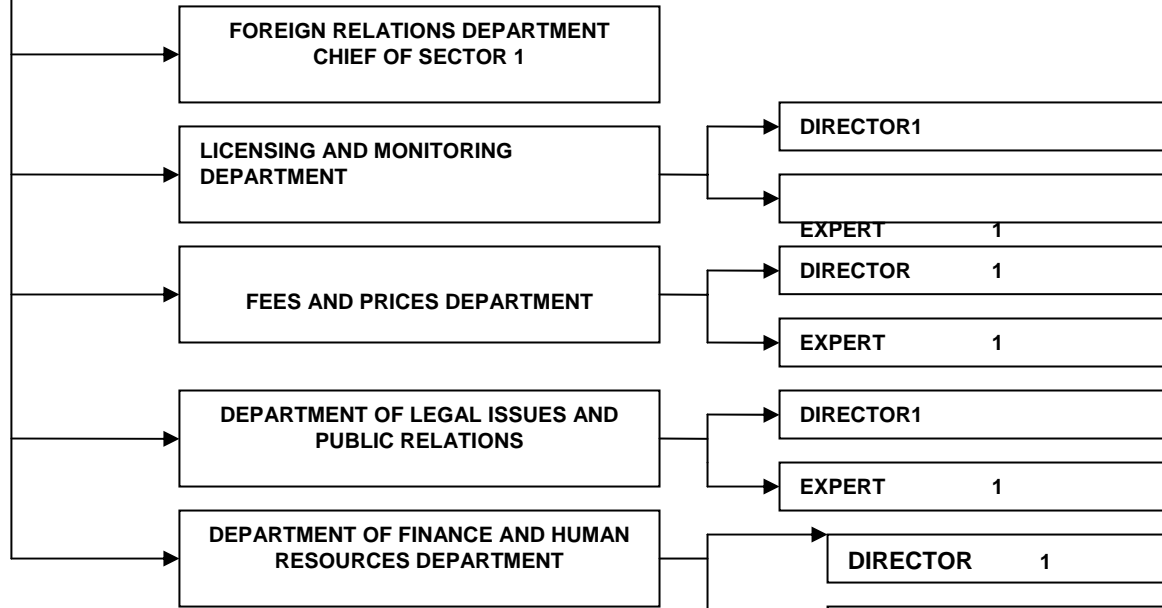 FOREIGN RELATIONS DEPARTMENT
CHIEF OF SECTOR 1
LICENSING AND MONITORING
DEPARTMENT
DIRECTOR1
EXPERT 1
FEES AND PRICES DEPARTMENT
DIRECTOR 1
EXPERT 1
DEPARTMENT OF LEGAL ISSUES AND
PUBLIC RELATIONS
DIRECTOR1
EXPERT 1
DEPARTMENT OF FINANCE AND HUMAN
RESOURCES DEPARTMENT
DIRECTOR 1